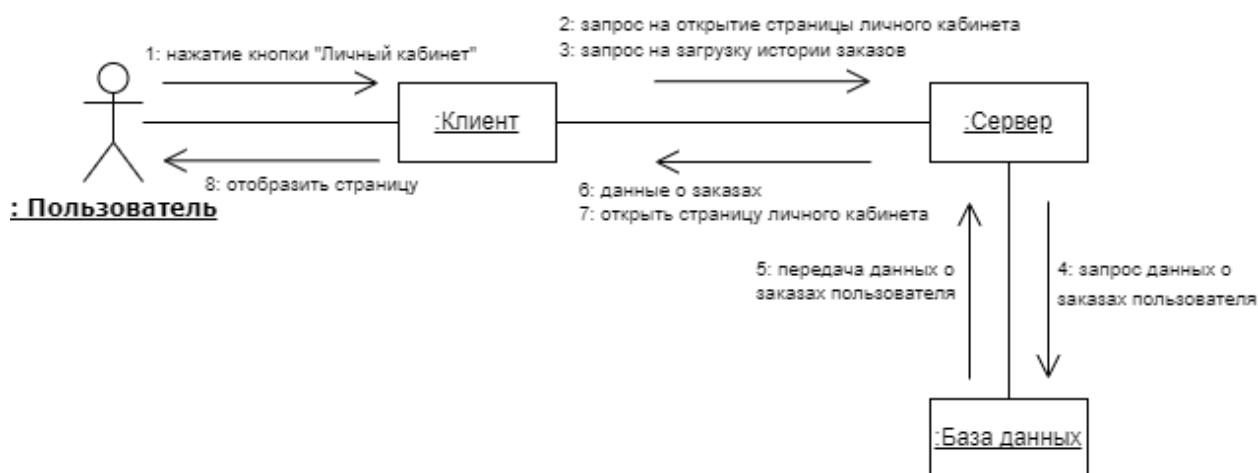 2: запрос на открытие страницы личного кабинета
1: нажатие кнопки "Личный кабинет"
3: запрос на загрузку истории заказов
:Клиент
:Сервер
8: отобразить страницу
6: данные о заказах
: Пользователь
7: открыть страницу личного кабинета
5: передача данных о
заказах пользователя
4: запрос данных о
заказах пользователя
:База данных